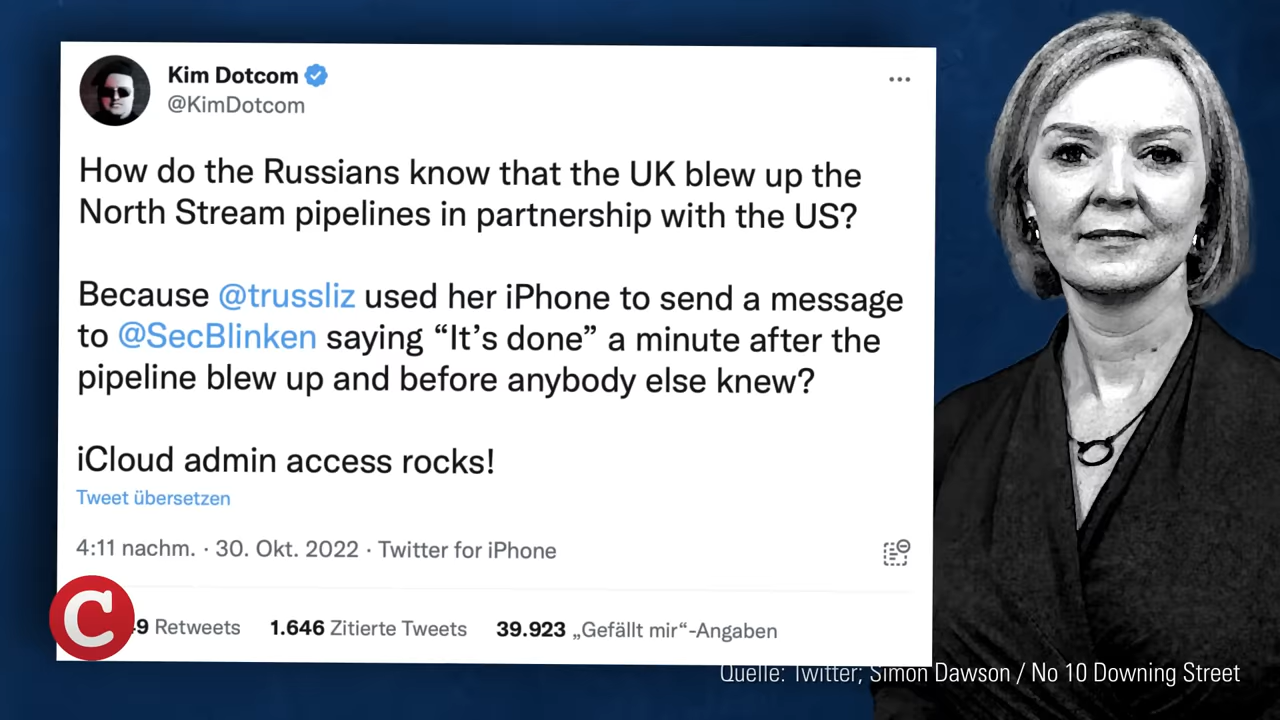 Kim Dotcom
@KimDotcom
How do the Russians know that the UK blew up the
North Stream pipelines in partnership with the US?
Because @trussliz used her iPhone to send a message
to @SecBlinken saying “It’s done” a minute after the
pipeline blew up and before anybody else knew?
iCloud admin access rocks!
Tweet übersetzen
4:11 nachm. · 30. Okt. 2022 · Twitter for iPhone
9 Retweets 1.646 Zitierte Tweets 39.923 „Gefällt mir“-Angaben
C
Quelle: Twitter; Simon Dawson / No 10 Downing Street